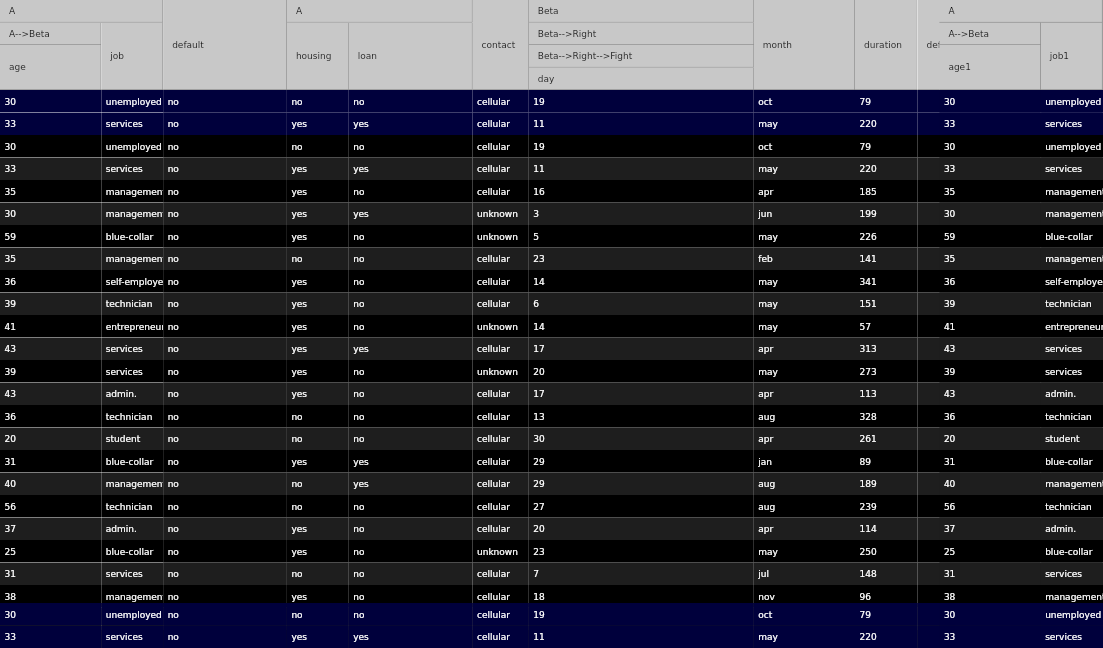 A A Beta A
A-->Beta job default housing loan contact Beta-->Right month duration def A-->Beta job1
Beta-->Right-->Fight
age day age1
30 unemployed no no no cellular 19 oct 79 30 unemployed
33 services no yes yes cellular 11 may 220 33 services
30 unemployed no no no cellular 19 oct 79 30 unemployed
33 services no yes yes cellular 11 may 220 33 services
35 managemen no yes no cellular 16 apr 185 35 management
30 managemen no yes yes unknown 3 jun 199 30 management
59 blue-collar no yes no unknown 5 may 226 59 blue-collar
35 managemen no no no cellular 23 feb 141 35 management
36 self-employe no yes no cellular 14 may 341 36 self-employe
39 technician no yes no cellular 6 may 151 39 technician
41 entrepreneur no yes no unknown 14 may 57 41 entrepreneur
43 services no yes yes cellular 17 apr 313 43 services
39 services no yes no unknown 20 may 273 39 services
43 admin. no yes no cellular 17 apr 113 43 admin.
36 technician no no no cellular 13 aug 328 36 technician
20 student no no no cellular 30 apr 261 20 student
31 blue-collar no yes yes cellular 29 jan 89 31 blue-collar
40 managemen no no yes cellular 29 aug 189 40 management
56 technician no no no cellular 27 aug 239 56 technician
37 admin. no yes no cellular 20 apr 114 37 admin.
25 blue-collar no yes no unknown 23 may 250 25 blue-collar
31 services no no no cellular 7 jul 148 31 services
38 managemen no yes no cellular 18 nov 96 38 management
30 unemployed no no no cellular 19 oct 79 30 unemployed
33 services no yes yes cellular 11 may 220 33 services